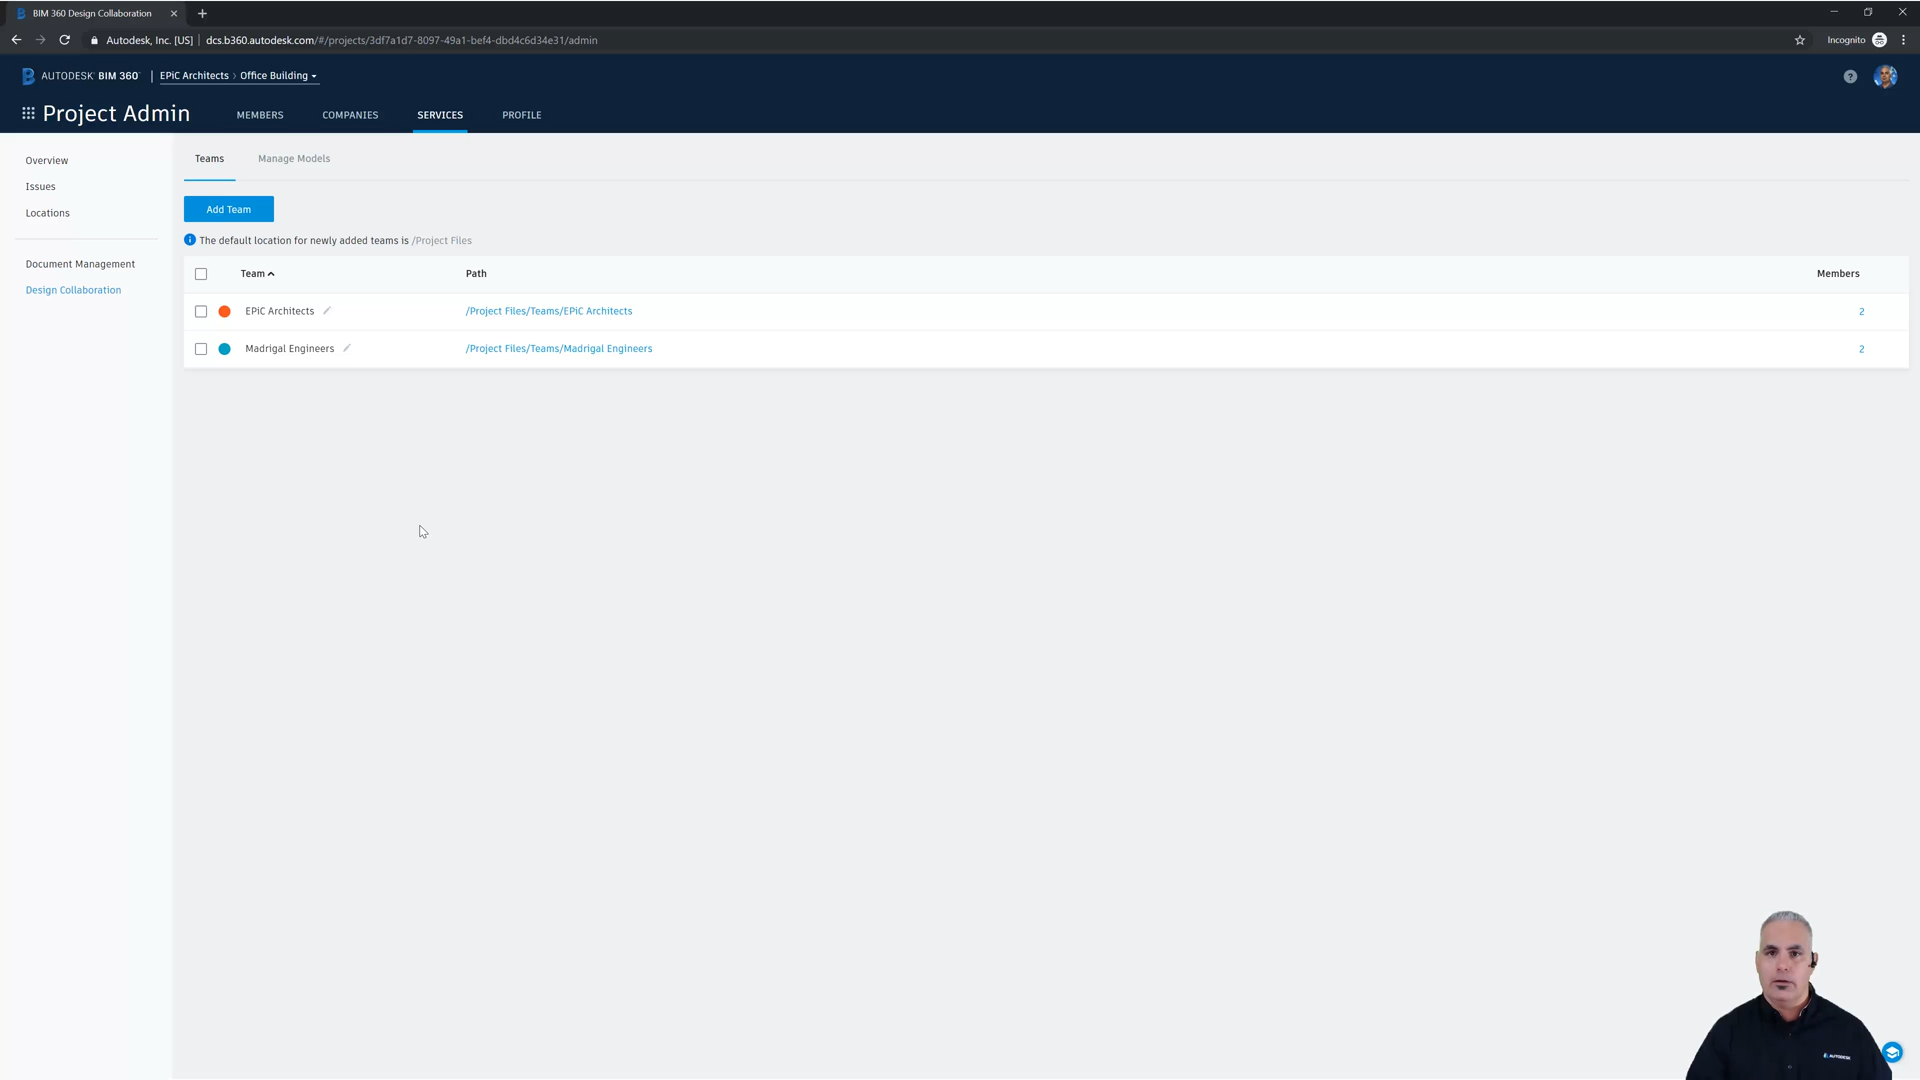 BIM 360 Design Collaboration
Autodesk, Inc. [US] | dcs.b360.autodesk.com/#/projects/3df7a1d7-8097-49a1-bef4-dbd4c6d34e31/admin
Incognito
AUTODESK® BIM 360™ | EPiC Architects > Office Building
?
Project Admin
MEMBERS COMPANIES SERVICES PROFILE
Overview
Issues
Locations
Document Management
Design Collaboration
Teams Manage Models
Add Team
The default location for newly added teams is /Project Files
Team Path Members
EPiC Architects /Project Files/Teams/EPiC Architects 2
Madrigal Engineers /Project Files/Teams/Madrigal Engineers 2
AUTODESK